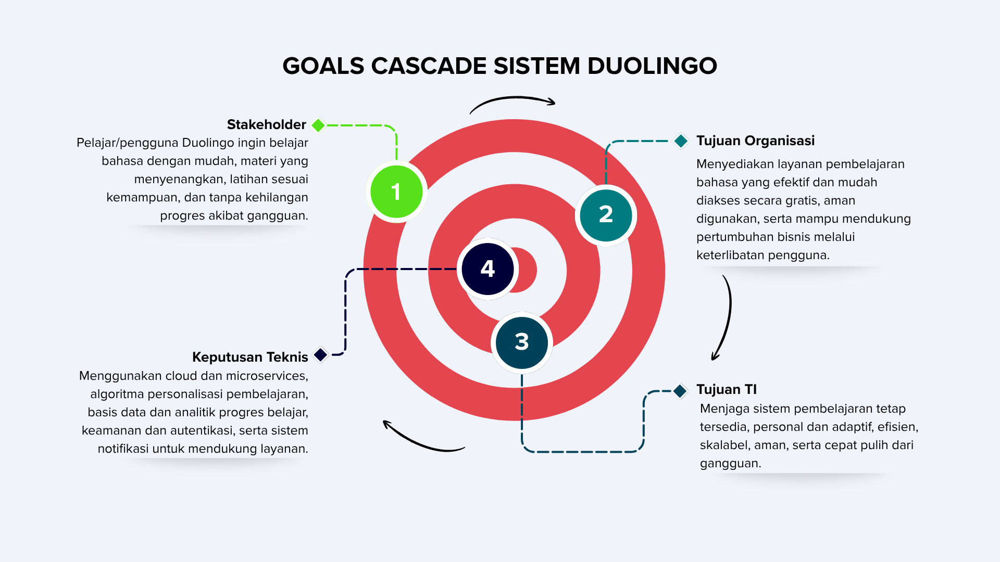 GOALS CASCADE SISTEM DUOLINGO
Stakeholder
Pelajar/pengguna Duolingo ingin belajar
bahasa dengan mudah, materi yang
menyenangkan, latihan sesuai
kemampuan, dan tanpa kehilangan
progres akibat gangguan.
1
Tujuan Organisasi
Menyediakan layanan pembelajaran
bahasa yang efektif dan mudah
diakses secara gratis, aman
digunakan, serta mampu mendukung
pertumbuhan bisnis melalui
keterlibatan pengguna.
2
Tujuan TI
Menjaga sistem pembelajaran tetap
tersedia, personal dan adaptif, efisien,
skalabel, aman, serta cepat pulih dari
gangguan.
3
Keputusan Teknis
Menggunakan cloud dan microservices,
algoritma personalisasi pembelajaran,
basis data dan analitik progres belajar,
keamanan dan autentikasi, serta sistem
notifikasi untuk mendukung layanan.
4